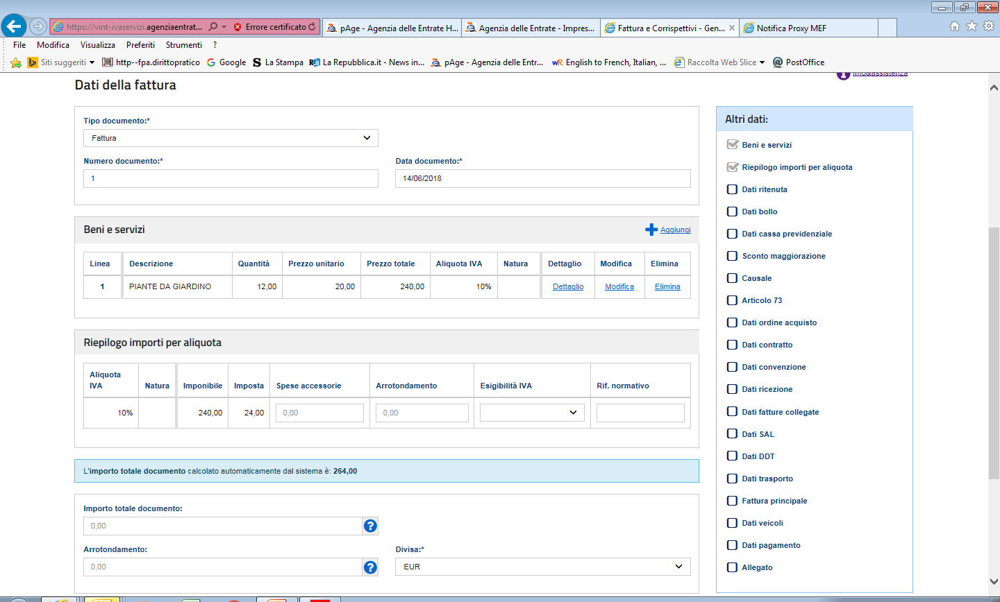 https://vint-ivaservizi.agenziaentrat... Errore certificato
pAge - Agenzia delle Entrate H...
Agenzia delle Entrate - Impres...
Fattura e Corrispettivi - Gen...
Notifica Proxy MEF
File Modifica Visualizza Preferiti Strumenti ?
Siti suggeriti http--fpa.dirittopratico Google La Stampa La Repubblica.it - News in... pAge - Agenzia delle Entr... English to French, Italian, ... Raccolta Web Slice PostOffice
Info&assistenza
Dati della fattura
Tipo documento:*
Fattura
Numero documento:* Data documento:*
1 14/06/2018
Beni e servizi Aggiungi
Linea Descrizione Quantità Prezzo unitario Prezzo totale Aliquota IVA Natura Dettaglio Modifica Elimina
1 PIANTE DA GIARDINO 12,00 20,00 240,00 10% Dettaglio Modifica Elimina
Riepilogo importi per aliquota
Aliquota IVA Natura Imponibile Imposta Spese accessorie Arrotondamento Esigibilità IVA Rif. normativo
10% 240,00 24,00 0,00 0,00
L'importo totale documento calcolato automaticamente dal sistema è: 264,00
Importo totale documento:
0,00 ?
Arrotondamento: Divisa:*
0,00 ? EUR
Altri dati:
Beni e servizi
Riepilogo importi per aliquota
Dati ritenuta
Dati bollo
Dati cassa previdenziale
Sconto maggiorazione
Causale
Articolo 73
Dati ordine acquisto
Dati contratto
Dati convenzione
Dati ricezione
Dati fatture collegate
Dati SAL
Dati DDT
Dati trasporto
Fattura principale
Dati veicoli
Dati pagamento
Allegato